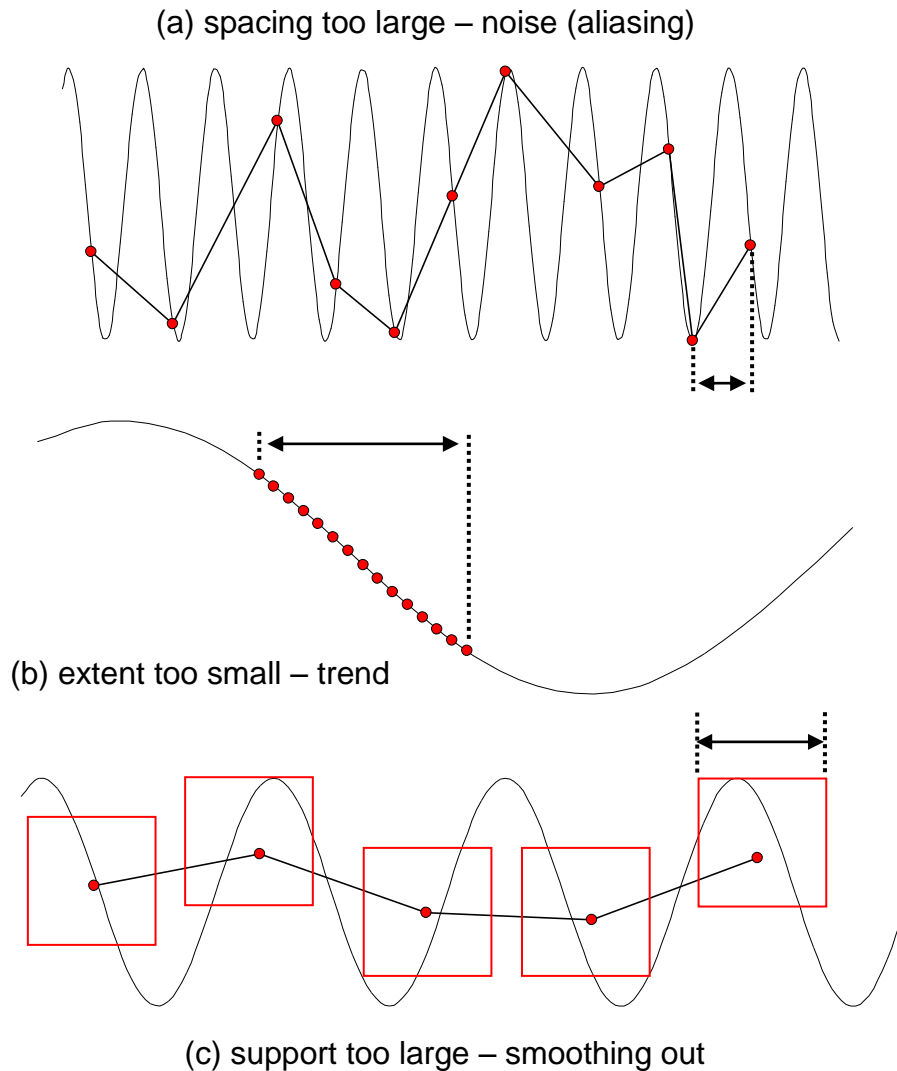 (a) spacing too large – noise (aliasing)
(b) extent too small – trend
(c) support too large – smoothing out